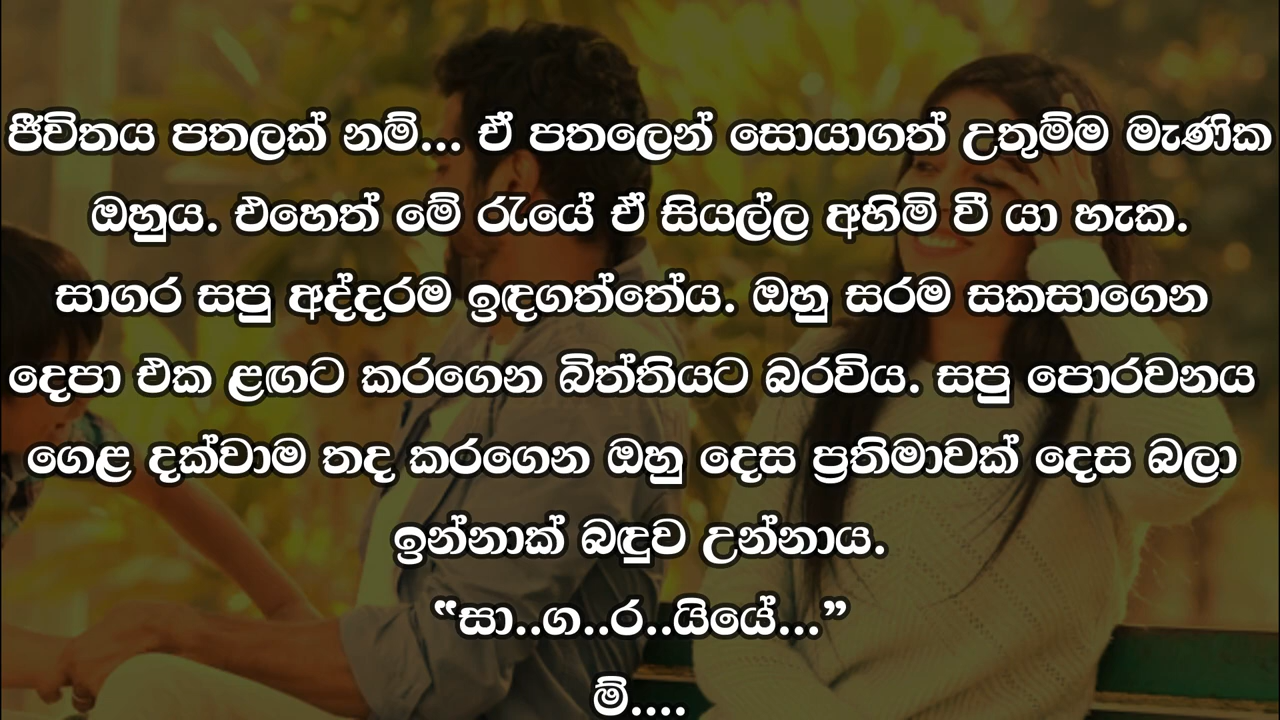 ජීවිතය පතලක් නම්... ඒ පතලෙන් සොයාගත් උතුම්ම මැණික
ඔහුය. එහෙත් මේ රැයේ ඒ සියල්ල අහිමි වී යා හැක.
සාගර සපු අද්දරම ඉඳගත්තේය. ඔහු සරම සකසාගෙන
දෙපා එක ළඟට කරගෙන බිත්තියට බරවිය. සපු පොරවනය
ගෙළ දක්වාම තද කරගෙන ඔහු දෙස ප්‍රතිමාවක් දෙස බලා
ඉන්නාක් බඳුව උන්නාය.
“සා..ග..ර..යියේ...”
ම්....